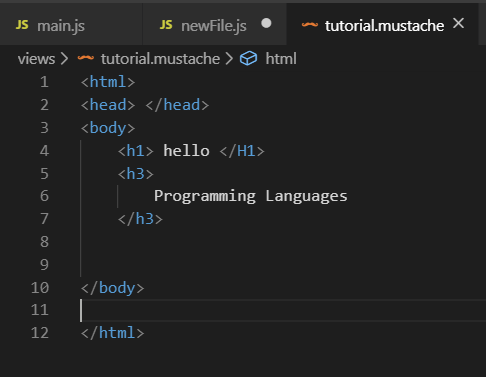 JS main.js JS newFile.js tutorial.mustache
views > tutorial.mustache > html
1 <html>
2 <head> </head>
3 <body>
4 <h1> hello </H1>
5 <h3>
6 Programming Languages
7 </h3>
8
9
10 </body>
11
12 </html>